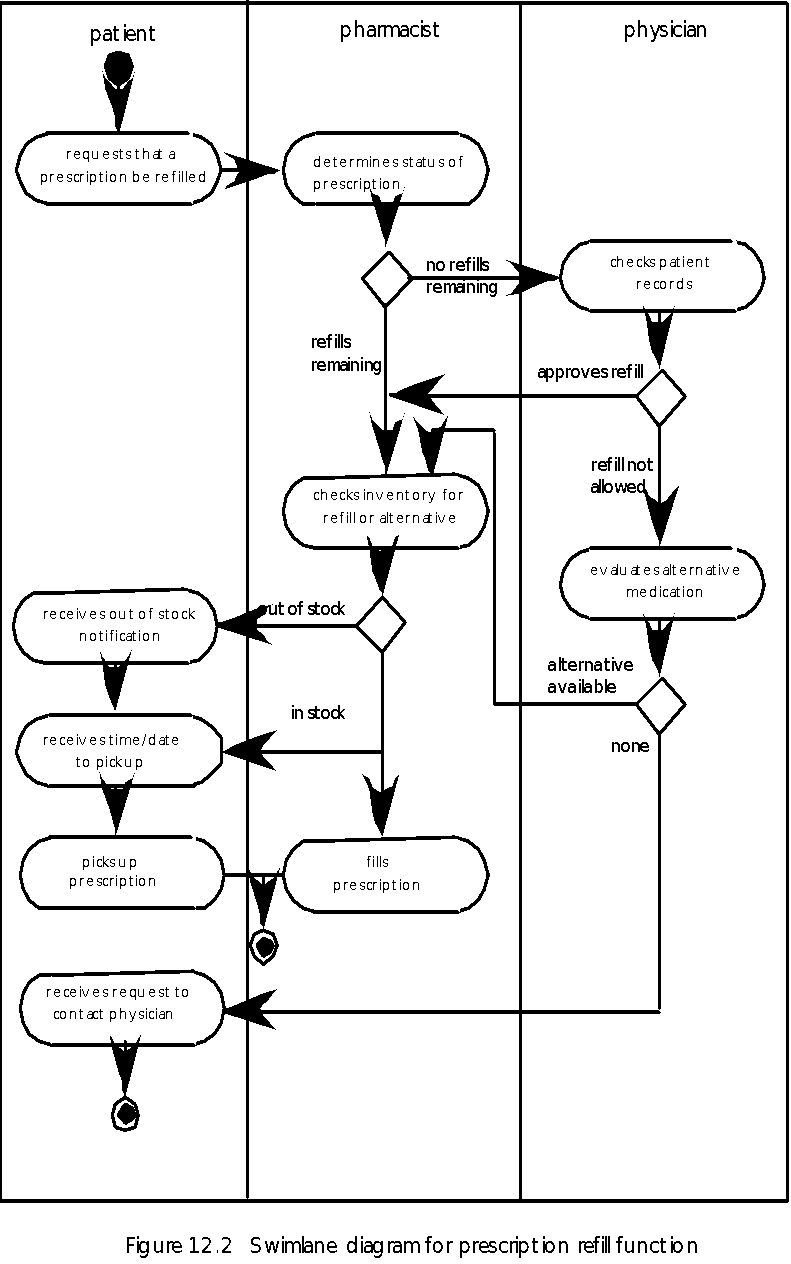 patient
pharmacist
physician
requests that a
prescription be refilled
determines status of
prescription.
no refills
remaining
checks patient
records
refills
remaining
approves refill
refill not
allowed
checks inventory for
refill or alternative
evaluates alternative
medication
out of stock
receives out of stock
notification
alternative
available
in stock
none
receives time/date
to pickup
picks up
prescription
fills
prescription
receives request to
contact physician
Figure 12.2 Swimlane diagram for prescription refill function